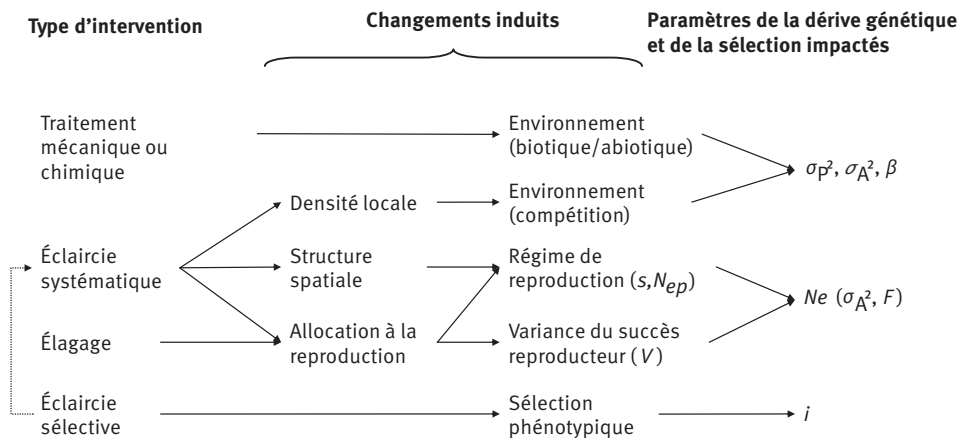 Type d'intervention
Changements induits
Paramètres de la dérive génétique
et de la sélection impactés
Traitement
mécanique ou
chimique
Environnement
(biotique/abiotique)
σP², σA², β
Densité locale
Environnement
(compétition)
Éclaircie
systématique
Structure
spatiale
Régime de
reproduction (s,Nep)
Ne (σA², F)
Élagage
Allocation à la
reproduction
Variance du succès
reproducteur (V)
Éclaircie
sélective
Sélection
phénotypique
i